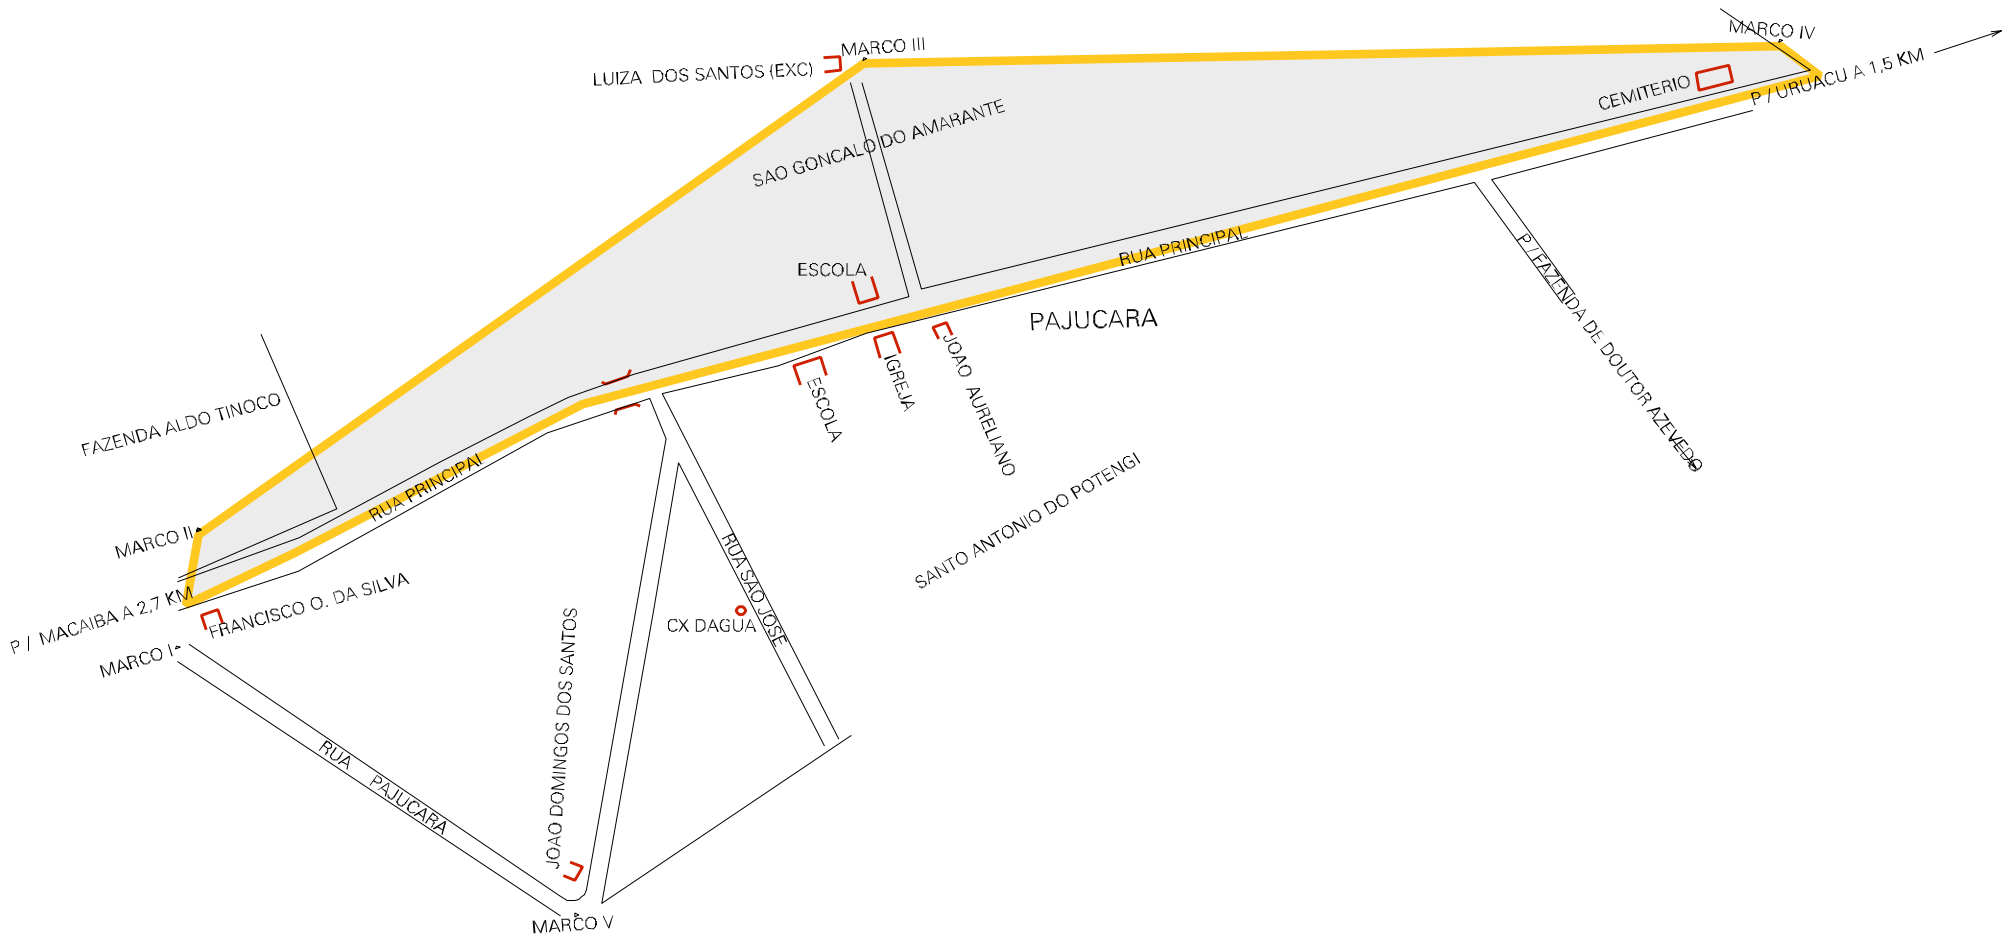 MARCO III
MARCO IV
LUIZA DOS SANTOS (EXC)
P / URUACU A 1,5 KM
CEMITERIO
SAO GONCALO DO AMARANTE
RUA PRINCIPAL
ESCOLA
PAJUCARA
P / FAZENDA DE DOUTOR AZEVEDO
IGREJA
JOAO AURELIANO
ESCOLA
FAZENDA ALDO TINOCO
RUA PRINCIPAL
SANTO ANTONIO DO POTENGI
MARCO II
P / MACAIBA A 2,7 KM
FRANCISCO O. DA SILVA
RUA SAO JOSE
CX DAGUA
MARCO I
JOAO DOMINGOS DOS SANTOS
RUA PAJUCARA
MARCO V